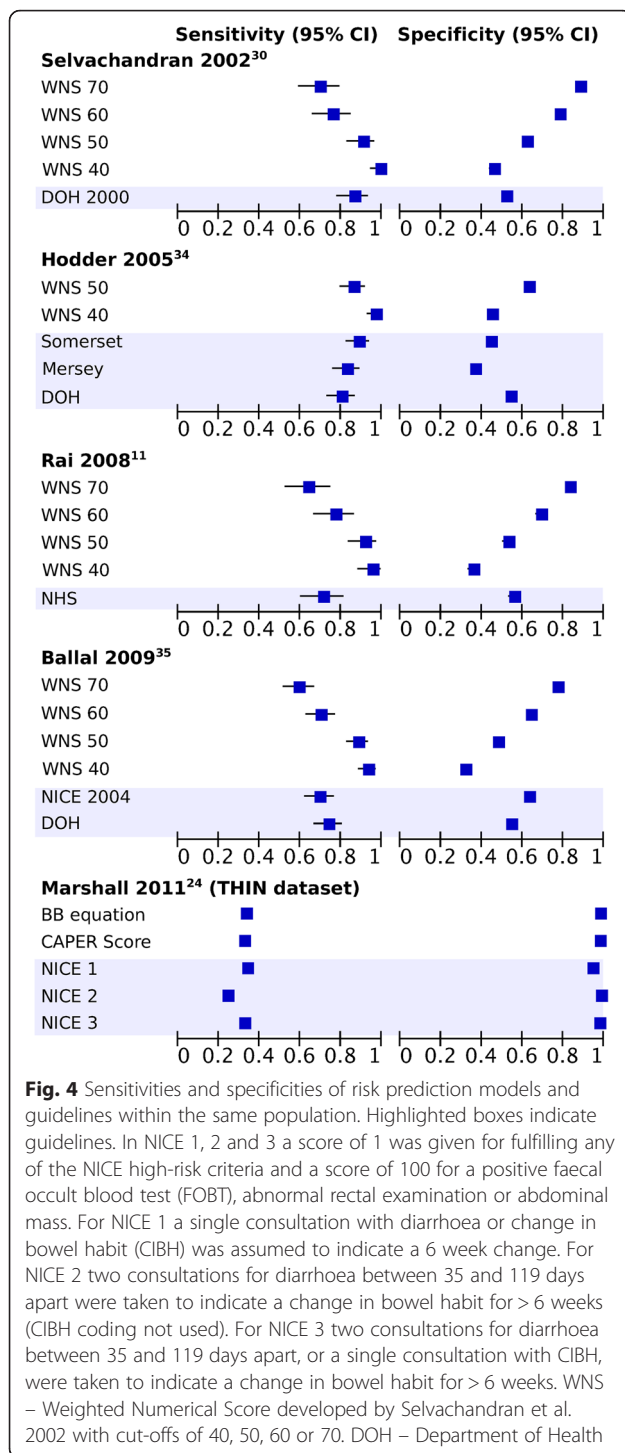 Sensitivity (95% CI) Specificity (95% CI)
Selvachandran 2002³⁰
WNS 70
WNS 60
WNS 50
WNS 40
DOH 2000
0 0.2 0.4 0.6 0.8 1 0 0.2 0.4 0.6 0.8 1
Hodder 2005³⁴
WNS 50
WNS 40
Somerset
Mersey
DOH
0 0.2 0.4 0.6 0.8 1 0 0.2 0.4 0.6 0.8 1
Rai 2008¹¹
WNS 70
WNS 60
WNS 50
WNS 40
NHS
0 0.2 0.4 0.6 0.8 1 0 0.2 0.4 0.6 0.8 1
Ballal 2009³⁵
WNS 70
WNS 60
WNS 50
WNS 40
NICE 2004
DOH
0 0.2 0.4 0.6 0.8 1 0 0.2 0.4 0.6 0.8 1
Marshall 2011²⁴ (THIN dataset)
BB equation
CAPER Score
NICE 1
NICE 2
NICE 3
0 0.2 0.4 0.6 0.8 1 0 0.2 0.4 0.6 0.8 1
Fig. 4 Sensitivities and specificities of risk prediction models and
guidelines within the same population. Highlighted boxes indicate
guidelines. In NICE 1, 2 and 3 a score of 1 was given for fulfilling any
of the NICE high-risk criteria and a score of 100 for a positive faecal
occult blood test (FOBT), abnormal rectal examination or abdominal
mass. For NICE 1 a single consultation with diarrhoea or change in
bowel habit (CIBH) was assumed to indicate a 6 week change. For
NICE 2 two consultations for diarrhoea between 35 and 119 days
apart were taken to indicate a change in bowel habit for > 6 weeks
(CIBH coding not used). For NICE 3 two consultations for diarrhoea
between 35 and 119 days apart, or a single consultation with CIBH,
were taken to indicate a change in bowel habit for > 6 weeks. WNS
– Weighted Numerical Score developed by Selvachandran et al.
2002 with cut-offs of 40, 50, 60 or 70. DOH – Department of Health